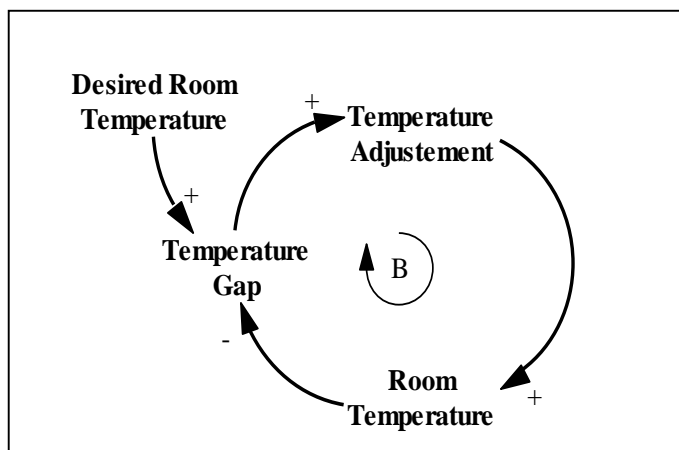 Desired Room
Temperature
+
+
Temperature
Adjustement
+
Temperature
Gap
B
-
Room
Temperature
+